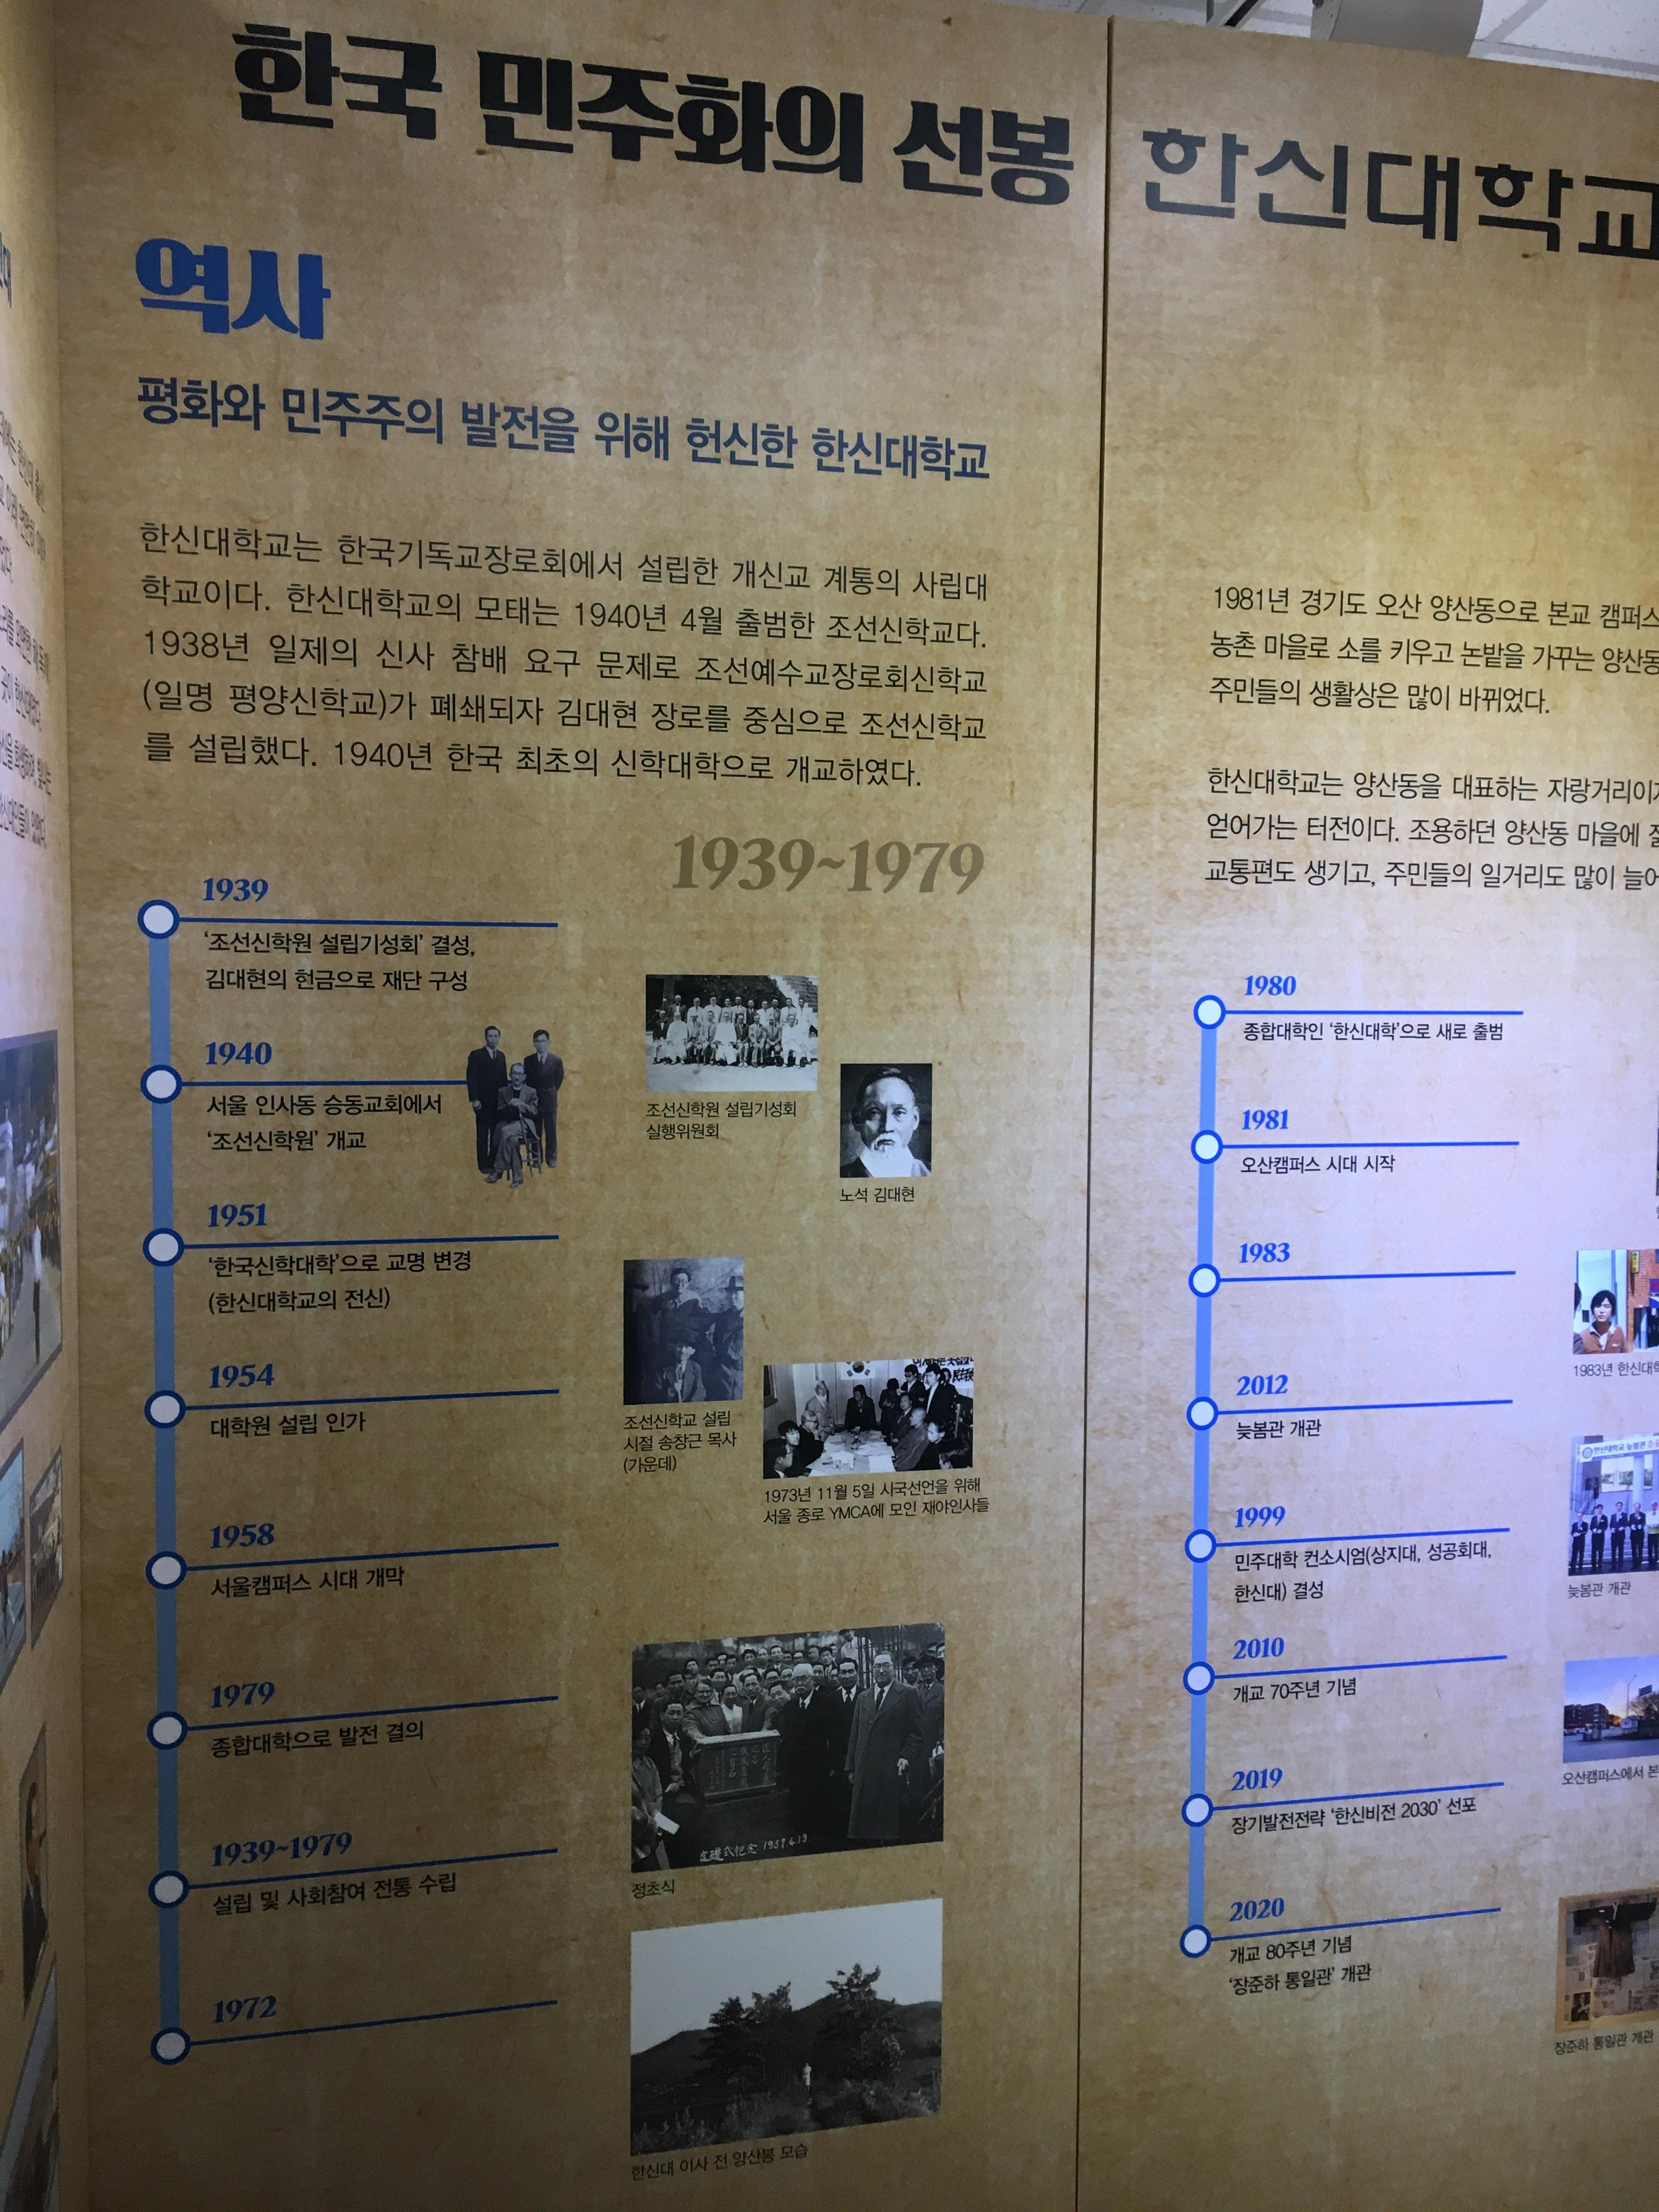 한국 민주화의 선봉 한신대학교
역사
평화와 민주주의 발전을 위해 헌신한 한신대학교
한신대학교는 한국기독교장로회에서 설립한 개신교 계통의 사립대
학교이다. 한신대학교의 모태는 1940년 4월 출범한 조선신학교다.
1938년 일제의 신사 참배 요구 문제로 조선예수교장로회신학교
(일명 평양신학교)가 폐쇄되자 김대현 장로를 중심으로 조선신학교
를 설립했다. 1940년 한국 최초의 신학대학으로 개교하였다.
1939~1979
1939
‘조선신학원 설립기성회’ 결성,
김대현의 헌금으로 재단 구성
1940
서울 인사동 승동교회에서
‘조선신학원’ 개교
1951
‘한국신학대학’으로 교명 변경
(한신대학교의 전신)
1954
대학원 설립 인가
1958
서울캠퍼스 시대 개막
1979
종합대학으로 발전 결의
1939~1979
설립 및 사회참여 전통 수립
1972
조선신학원 설립기성회
실행위원회
노석 김대현
조선신학교 설립
시절 송창근 목사
(가운데)
1973년 11월 5일 시국선언을 위해
서울 종로 YMCA에 모인 재야인사들
定礎式記念 1957.4.19.
정초식
한신대 이사 전 양산봉 모습
1981년 경기도 오산 양산동으로 본교 캠퍼스
농촌 마을로 소를 키우고 논밭을 가꾸는 양산동
주민들의 생활상은 많이 바뀌었다.
한신대학교는 양산동을 대표하는 자랑거리이자
얻어가는 터전이다. 조용하던 양산동 마을에
교통편도 생기고, 주민들의 일거리도 많이 늘어
1980
종합대학인 ‘한신대학’으로 새로 출범
1981
오산캠퍼스 시대 시작
1983
2012
늦봄관 개관
1999
민주대학 컨소시엄(상지대, 성공회대,
한신대) 결성
2010
개교 70주년 기념
2019
장기발전전략 ‘한신비전 2030’ 선포
2020
개교 80주년 기념
‘장준하 통일관’ 개관
1983년 한신대학
늦봄관 개관
오산캠퍼스에서 본
장준하 통일관 개관